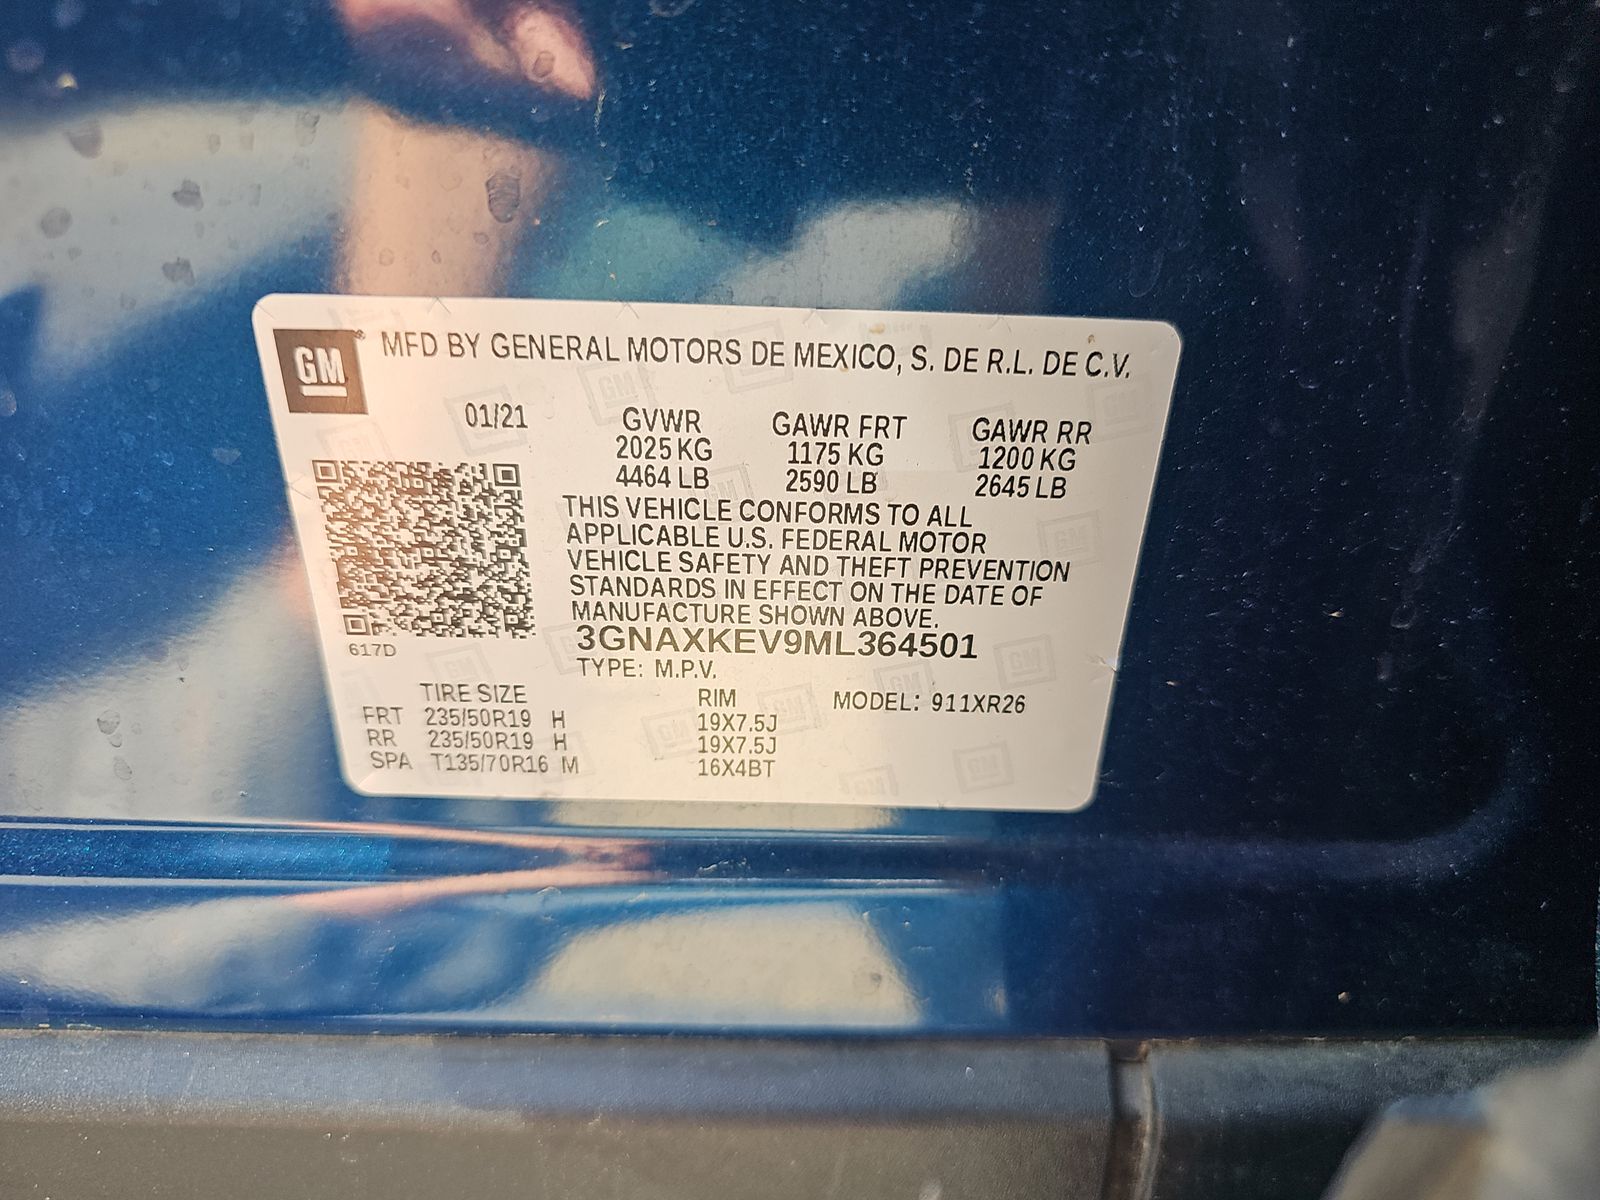 GM® MFD BY GENERAL MOTORS DE MEXICO, S. DE R.L. DE C.V.
01/21 GVWR GAWR FRT GAWR RR
2025 KG 1175 KG 1200 KG
4464 LB 2590 LB 2645 LB
THIS VEHICLE CONFORMS TO ALL
APPLICABLE U.S. FEDERAL MOTOR
VEHICLE SAFETY AND THEFT PREVENTION
STANDARDS IN EFFECT ON THE DATE OF
MANUFACTURE SHOWN ABOVE.
3GNAXKEV9ML364501
617D
TYPE: M.P.V.
TIRE SIZE RIM MODEL: 911XR26
FRT 235/50R19 H 19X7.5J
RR 235/50R19 H 19X7.5J
SPA T135/70R16 M 16X4BT